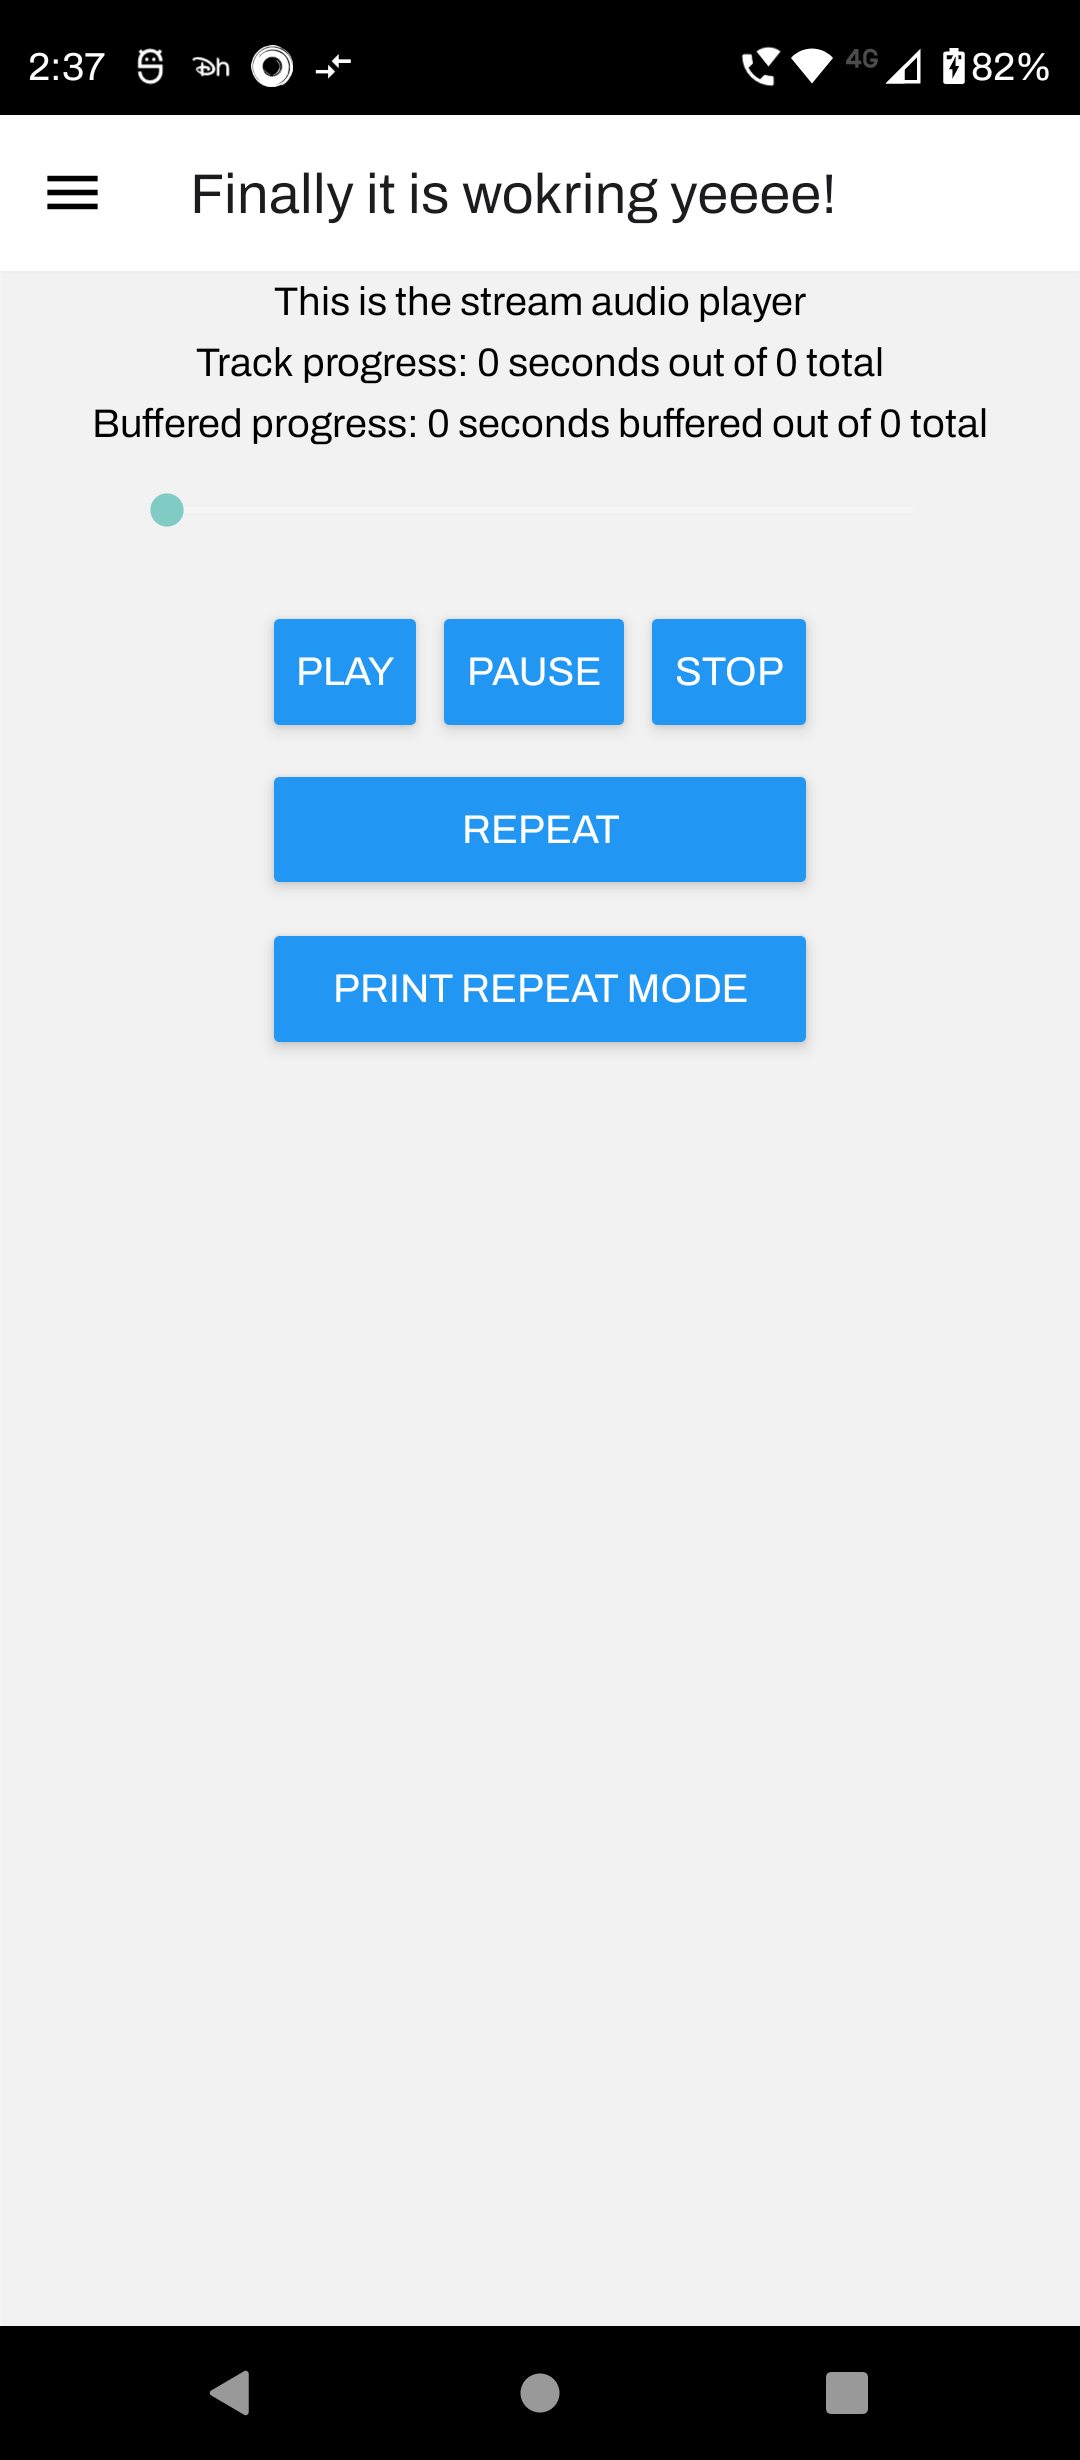 2:37 Dh 4G 82%
Finally it is wokring yeeee!
This is the stream audio player
Track progress: 0 seconds out of 0 total
Buffered progress: 0 seconds buffered out of 0 total
PLAY PAUSE STOP
REPEAT
PRINT REPEAT MODE